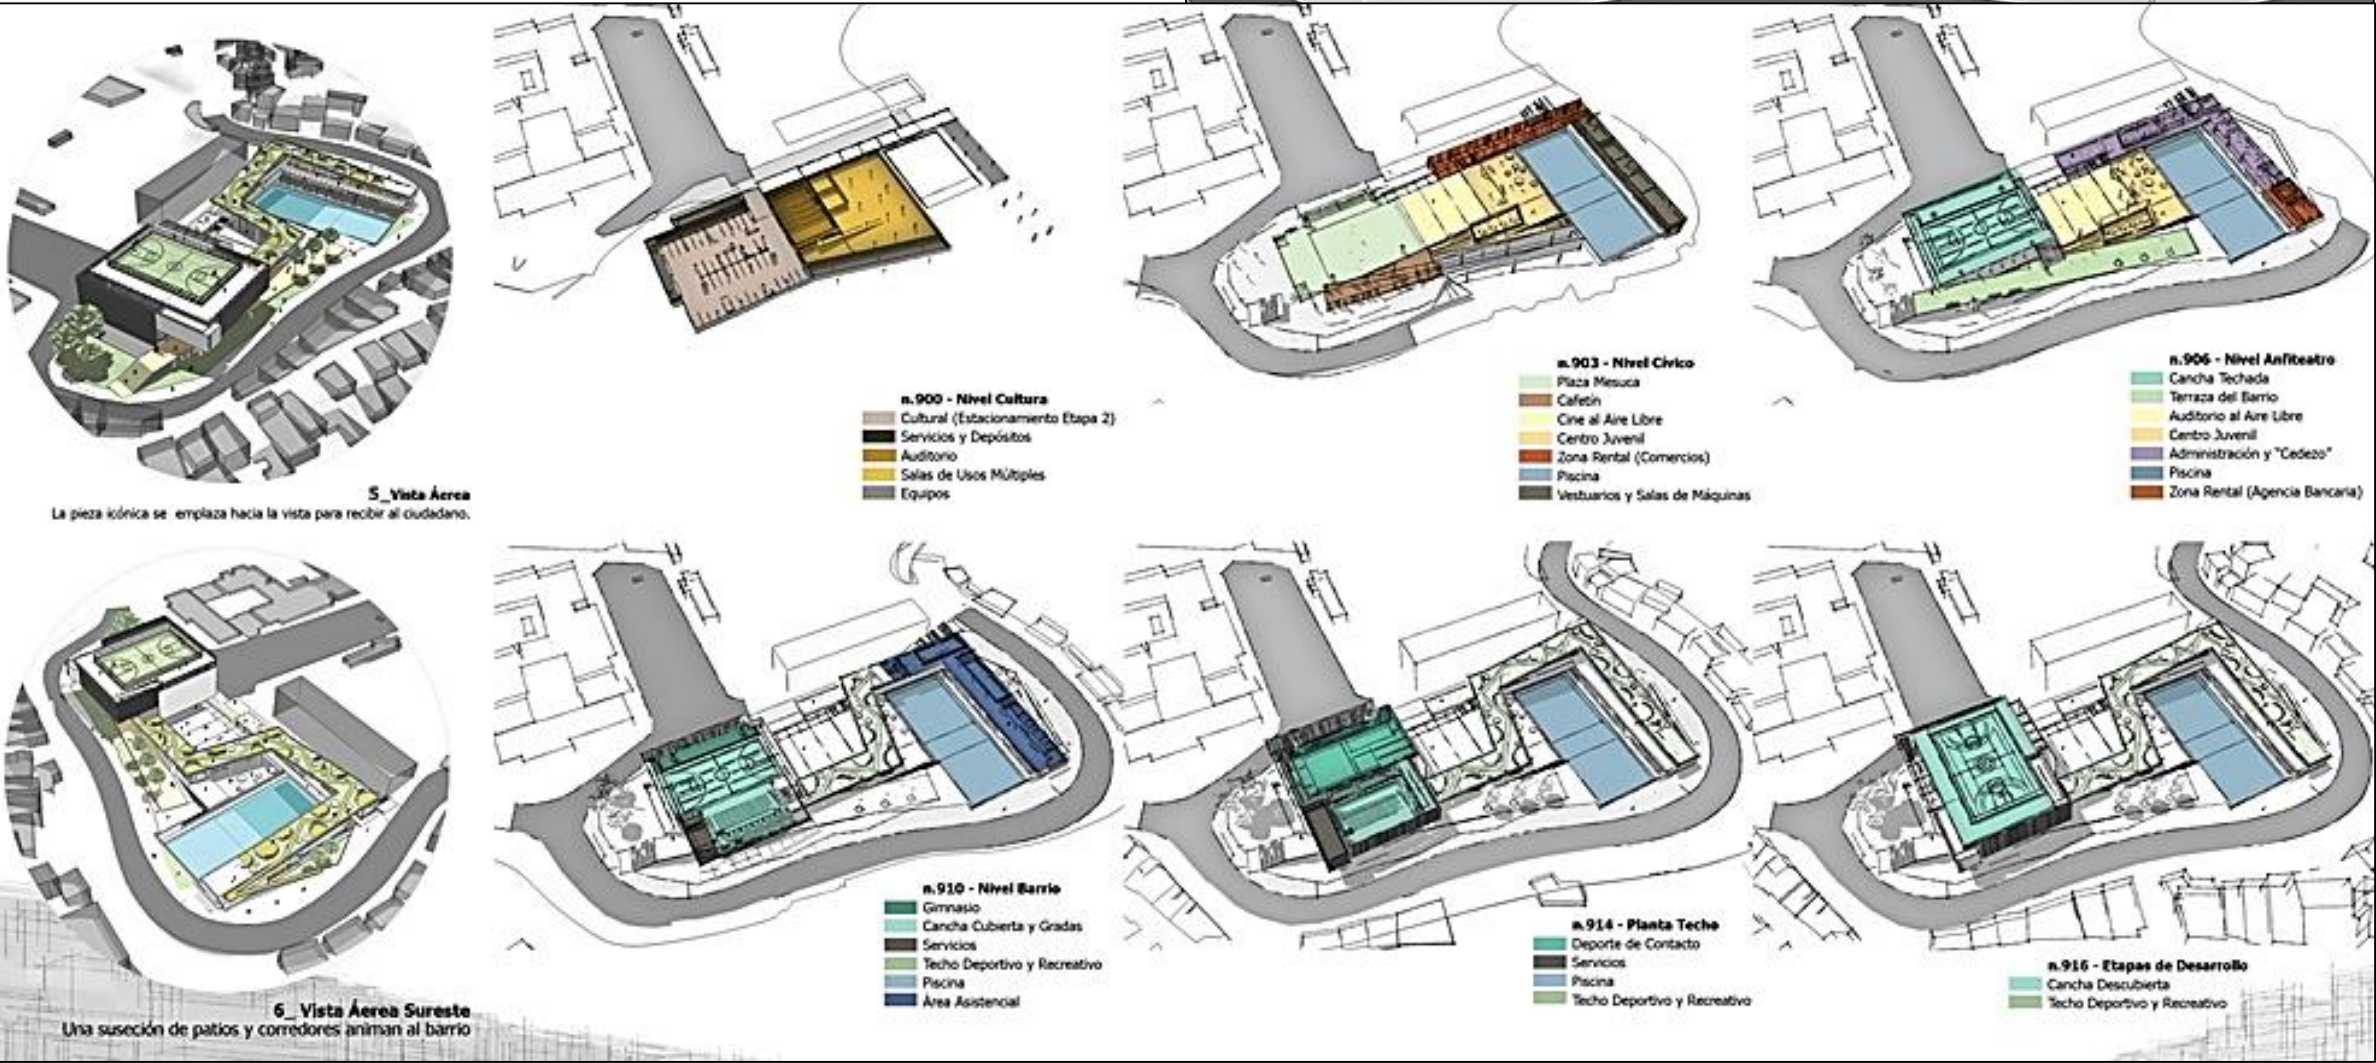 5_Vista Áerea
La pieza icónica se emplaza hacia la vista para recibir al ciudadano.
n.900 - Nivel Cultura
Cultural (Estacionamiento Etapa 2)
Servicios y Depósitos
Auditorio
Salas de Usos Múltiples
Equipos
n.903 - Nivel Cívico
Plaza Mesuca
Cafetín
Cine al Aire Libre
Centro Juvenil
Zona Rental (Comercios)
Piscina
Vestuarios y Salas de Máquinas
n.906 - Nivel Anfiteatro
Cancha Techada
Terraza del Barrio
Auditorio al Aire Libre
Centro Juvenil
Administración y "Cedezo"
Piscina
Zona Rental (Agencia Bancaria)
6_ Vista Áerea Sureste
Una suseción de patios y corredores animan al barrio
n.910 - Nivel Barrio
Gimnasio
Cancha Cubierta y Gradas
Servicios
Techo Deportivo y Recreativo
Piscina
Área Asistencial
n.914 - Planta Techo
Deporte de Contacto
Servicios
Piscina
Techo Deportivo y Recreativo
n.916 - Etapas de Desarrollo
Cancha Descubierta
Techo Deportivo y Recreativo